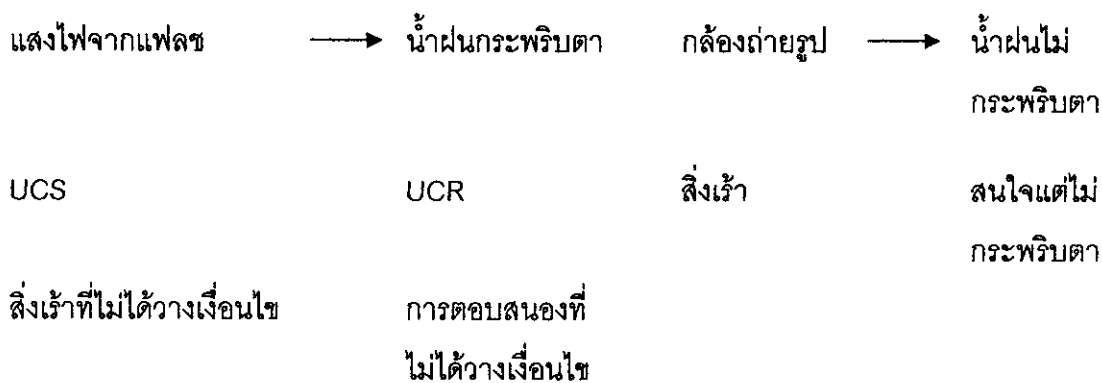 แสงไฟจากแฟลช → น้ำฝนกระพริบตา กล้องถ่ายรูป → น้ำฝนไม่
กระพริบตา
UCS UCR สิ่งเร้า สนใจแต่ไม่
กระพริบตา
สิ่งเร้าที่ไม่ได้วางเงื่อนไข การตอบสนองที่
ไม่ได้วางเงื่อนไข